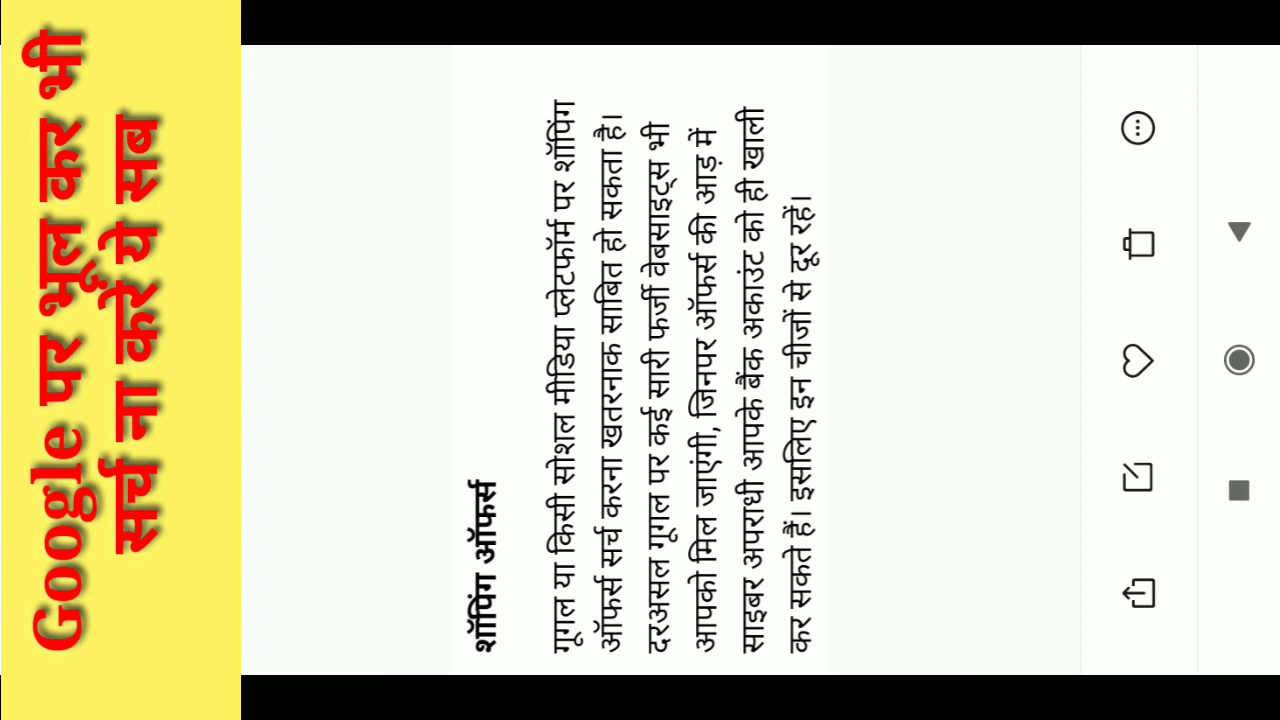 Google पर भूल कर भी
सर्च ना करें ये सब
शॉपिंग ऑफर्स
गूगल या किसी सोशल मीडिया प्लेटफॉर्म पर शॉपिंग
ऑफर्स सर्च करना खतरनाक साबित हो सकता है।
दरअसल गूगल पर कई सारी फर्जी वेबसाइट्स भी
आपको मिल जाएंगी, जिनपर ऑफर्स की आड़ में
साइबर अपराधी आपके बैंक अकाउंट को ही खाली
कर सकते हैं। इसलिए इन चीजों से दूर रहें।